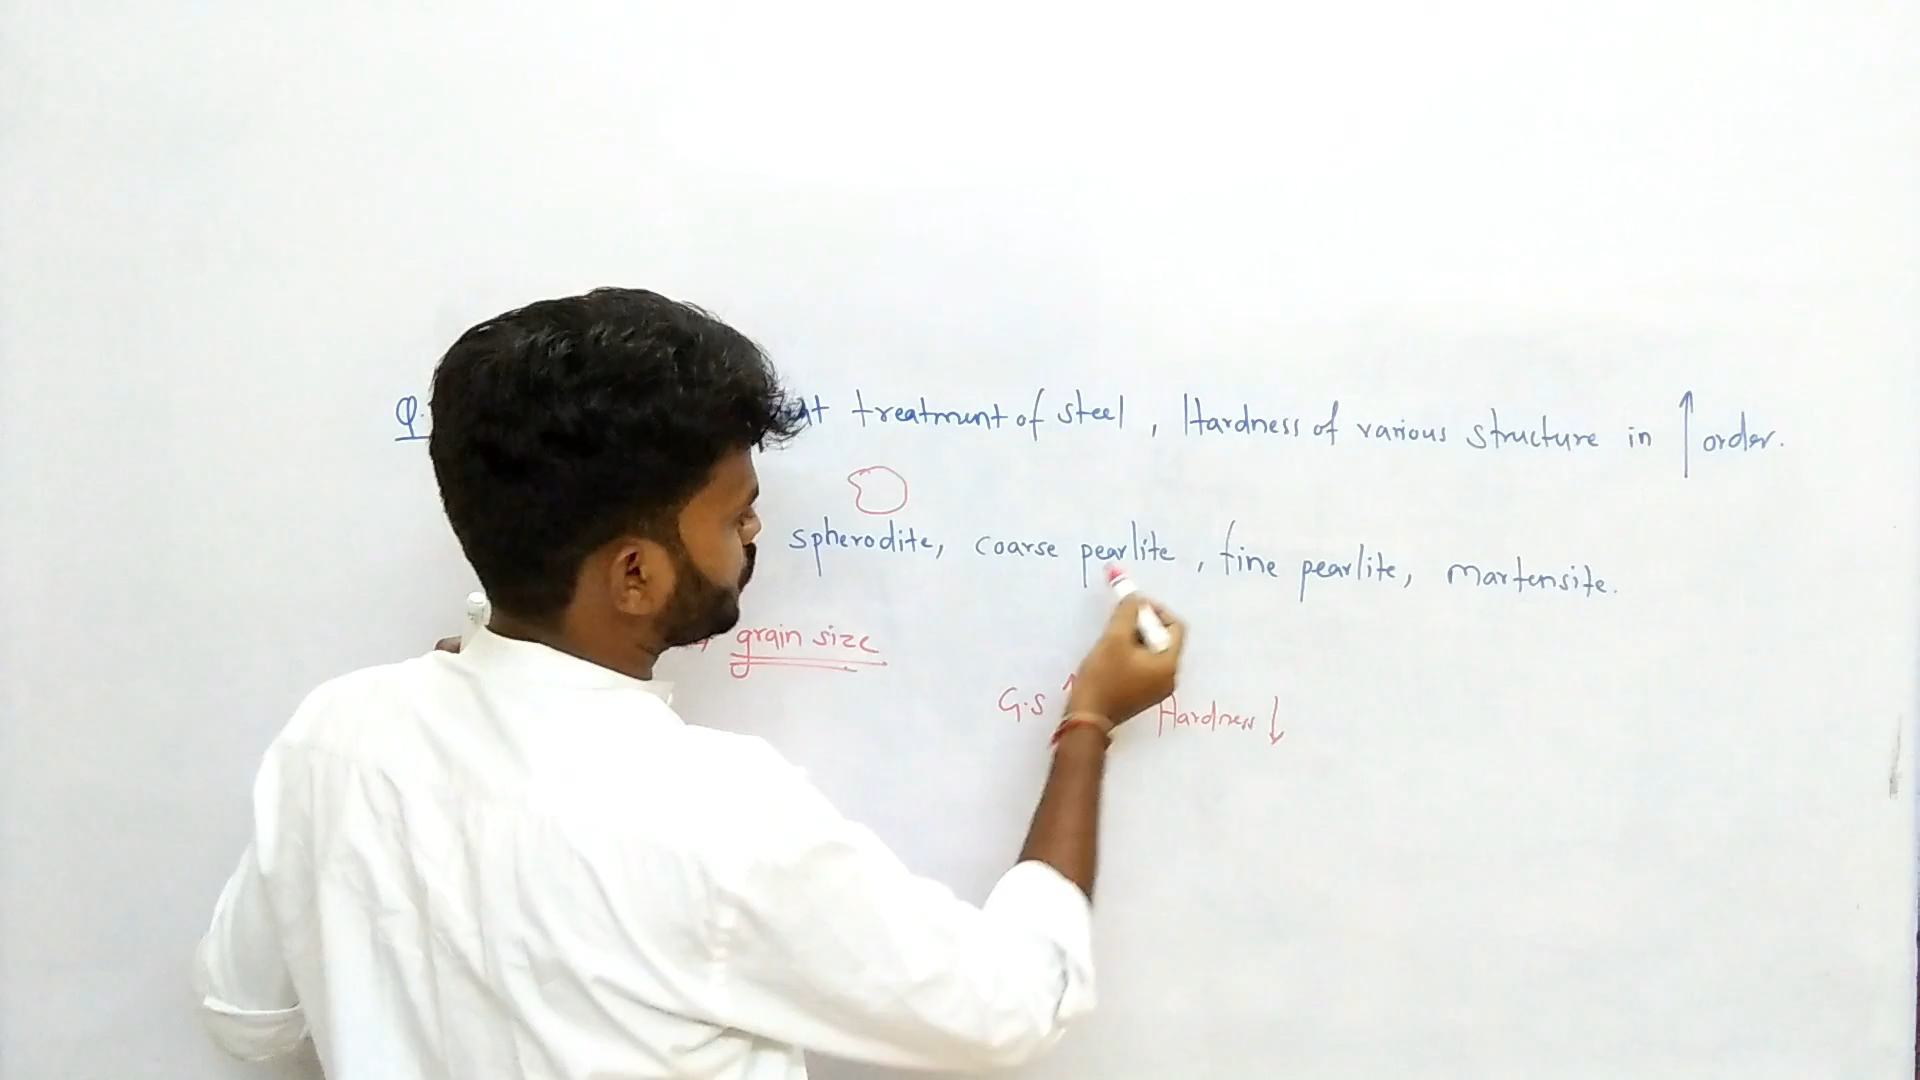 Q. treatment of steel, Hardness of various structure in ↑ order.
spherodite, coarse pearlite, fine pearlite, martensite.
grain size
G.S ↑ Hardness ↓